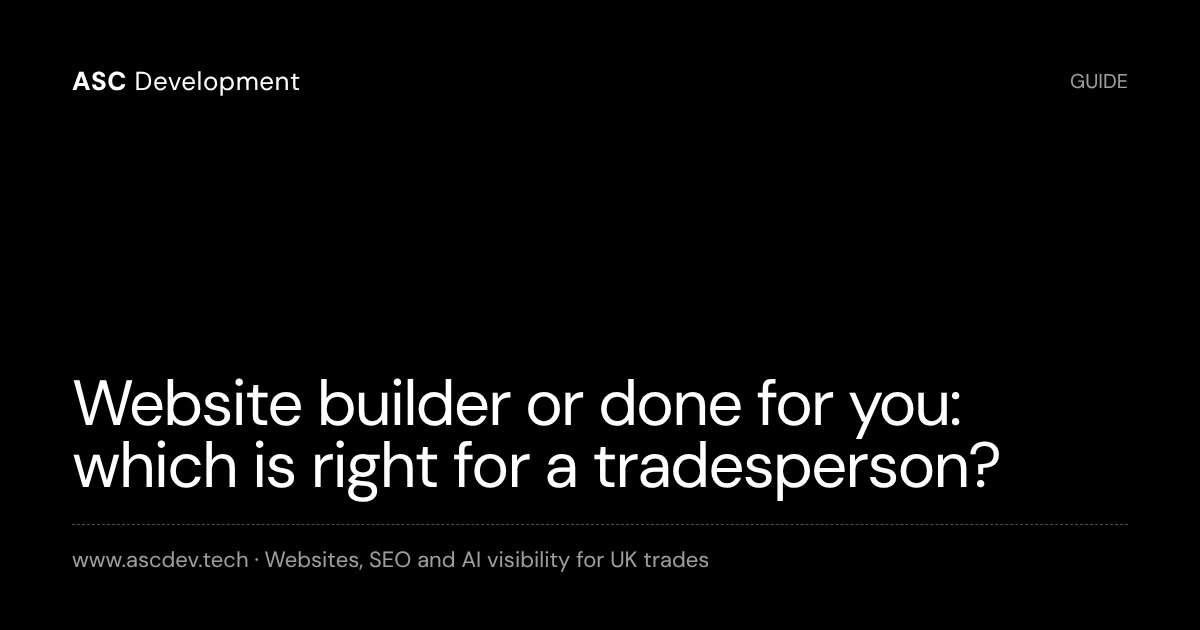 ASC Development
GUIDE
Website builder or done for you:
which is right for a tradesperson?
www.ascdev.tech · Websites, SEO and AI visibility for UK trades